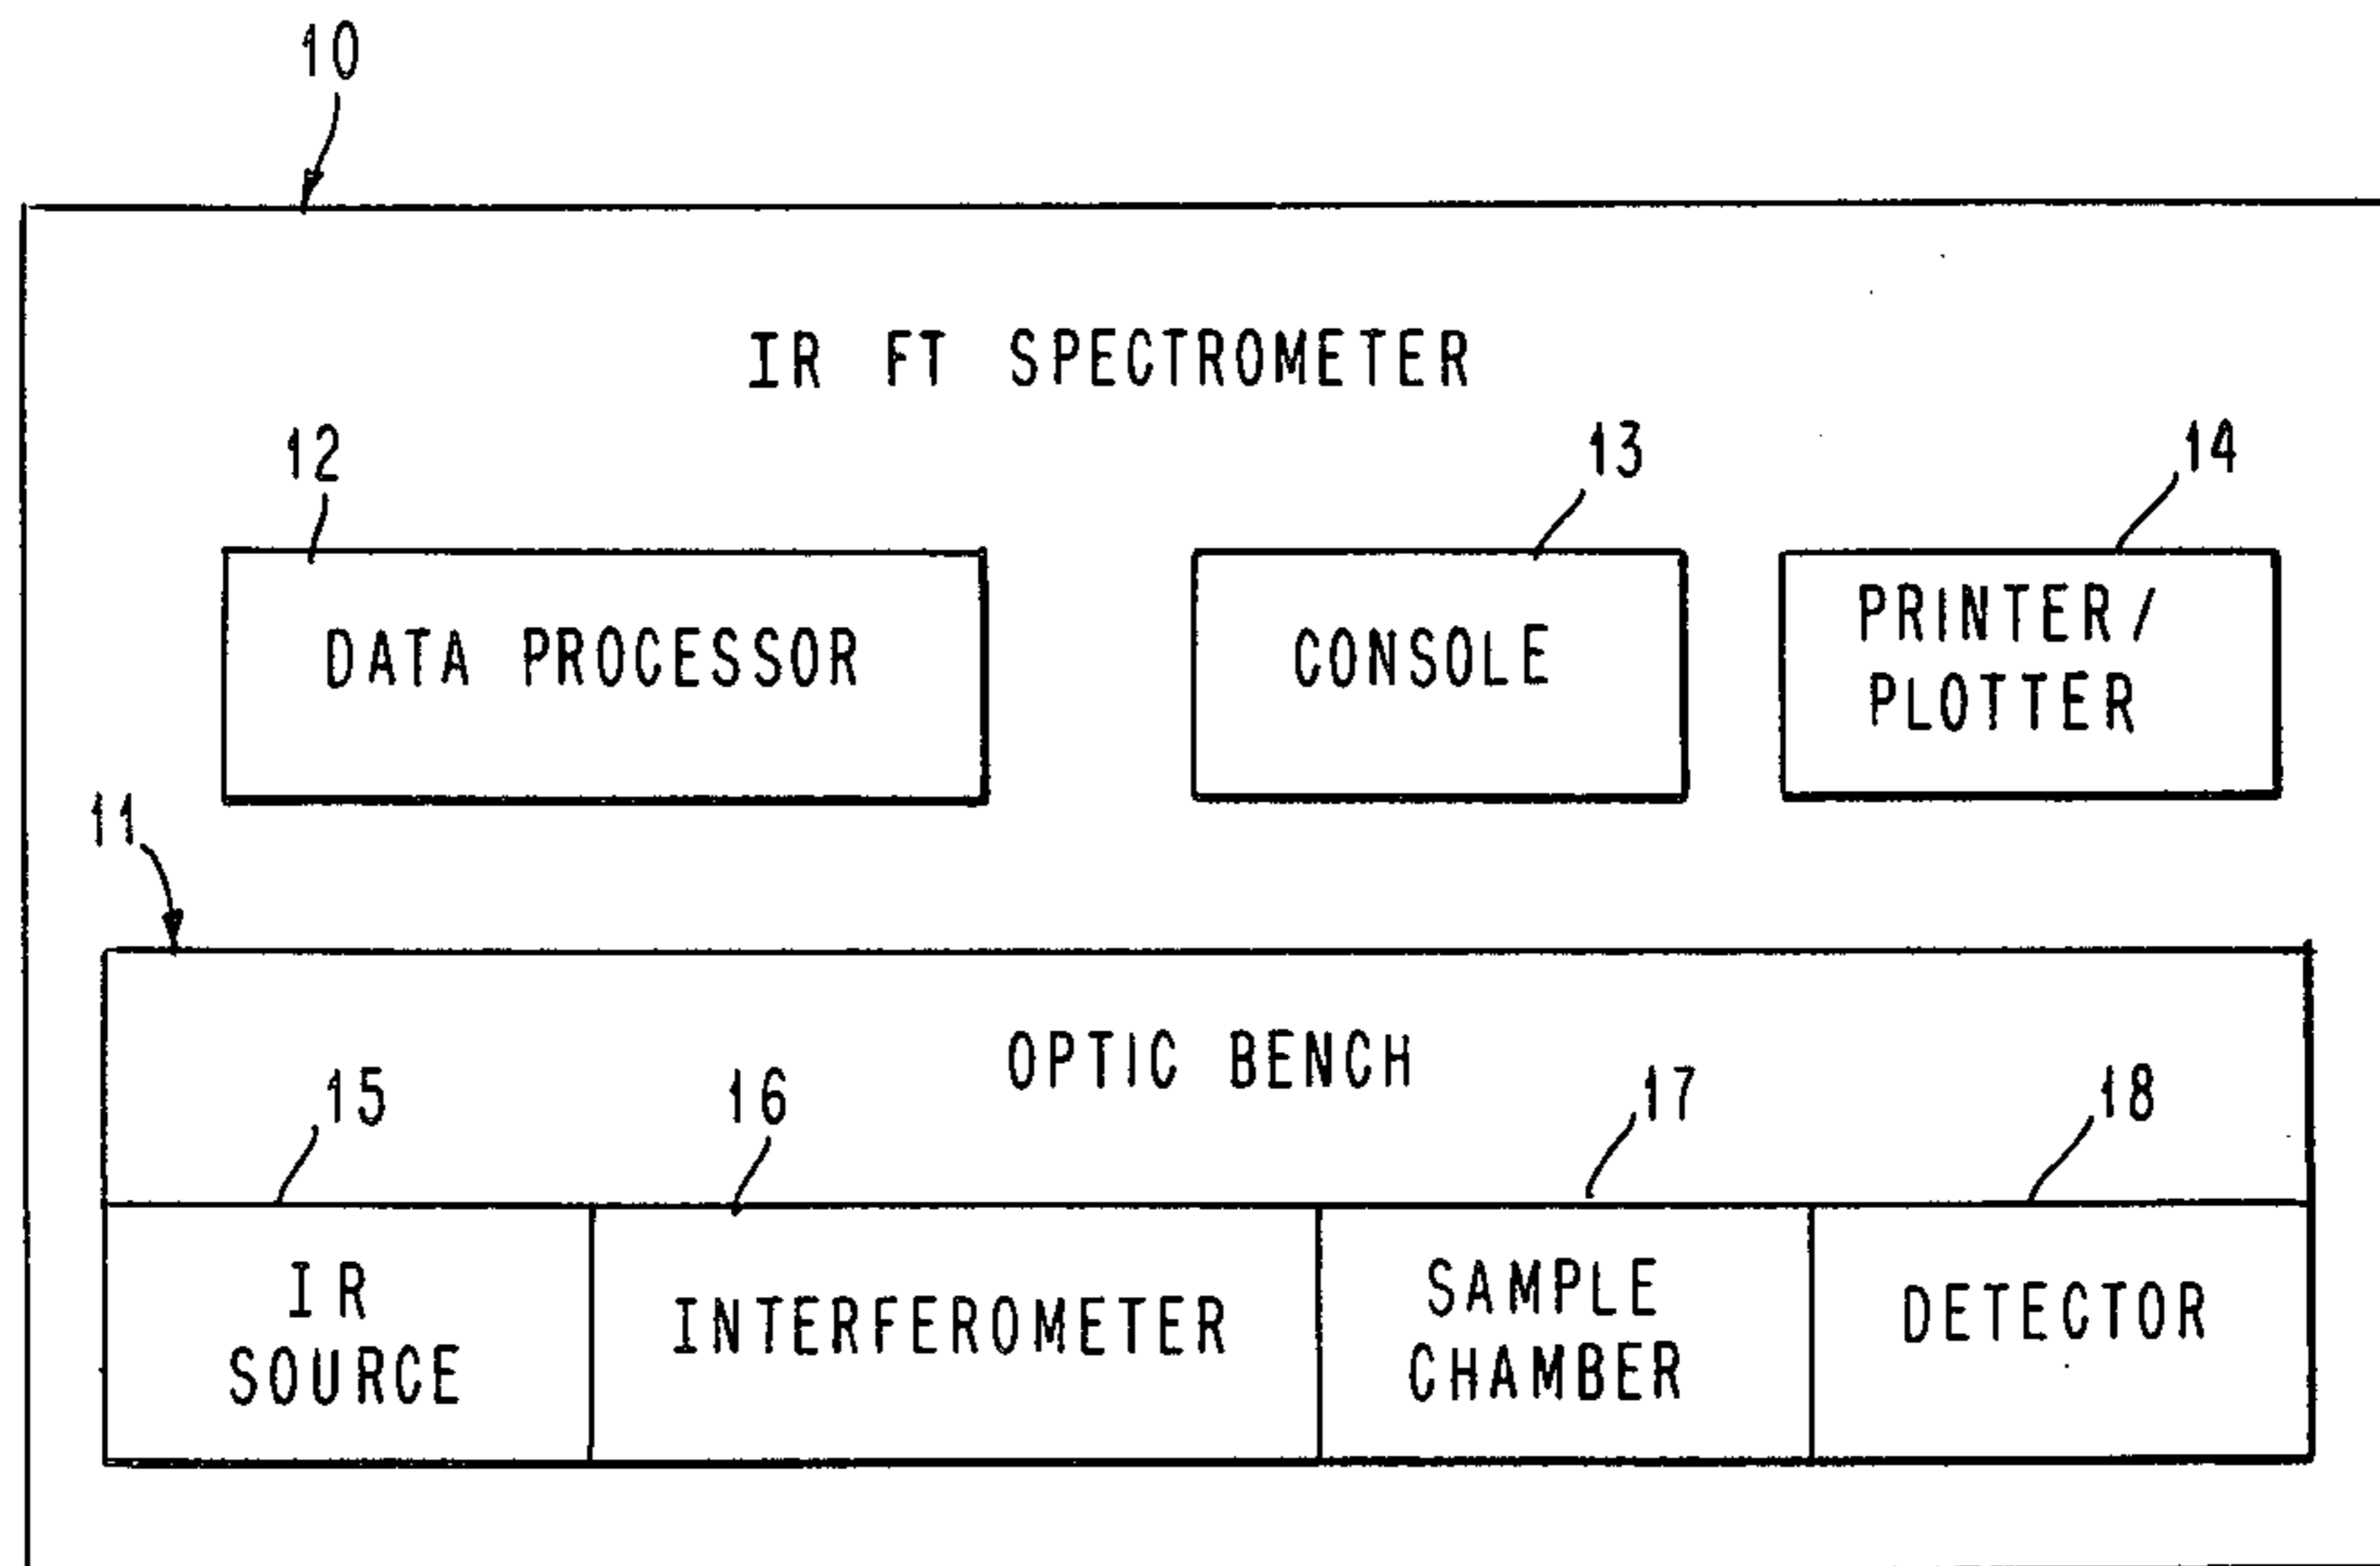 10
IR FT SPECTROMETER
12
13
14
DATA PROCESSOR
CONSOLE
PRINTER/
PLOTTER
11
OPTIC BENCH
15
16
17
18
IR
SOURCE
INTERFEROMETER
SAMPLE
CHAMBER
DETECTOR